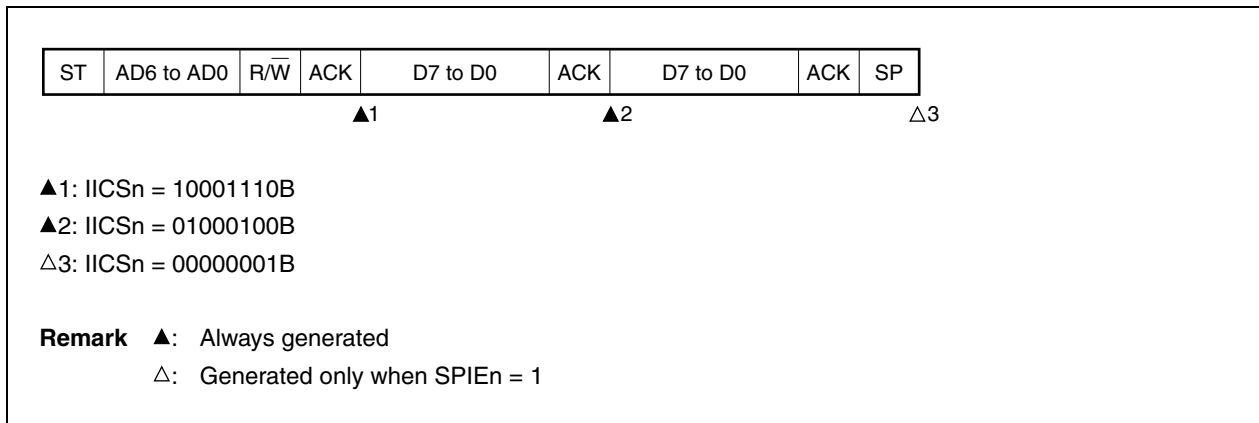 ST AD6 to AD0 R/W̅ ACK D7 to D0 ACK D7 to D0 ACK SP
▲1 ▲2 △3
▲1: IICSn = 10001110B
▲2: IICSn = 01000100B
△3: IICSn = 00000001B
Remark ▲: Always generated
△: Generated only when SPIEn = 1